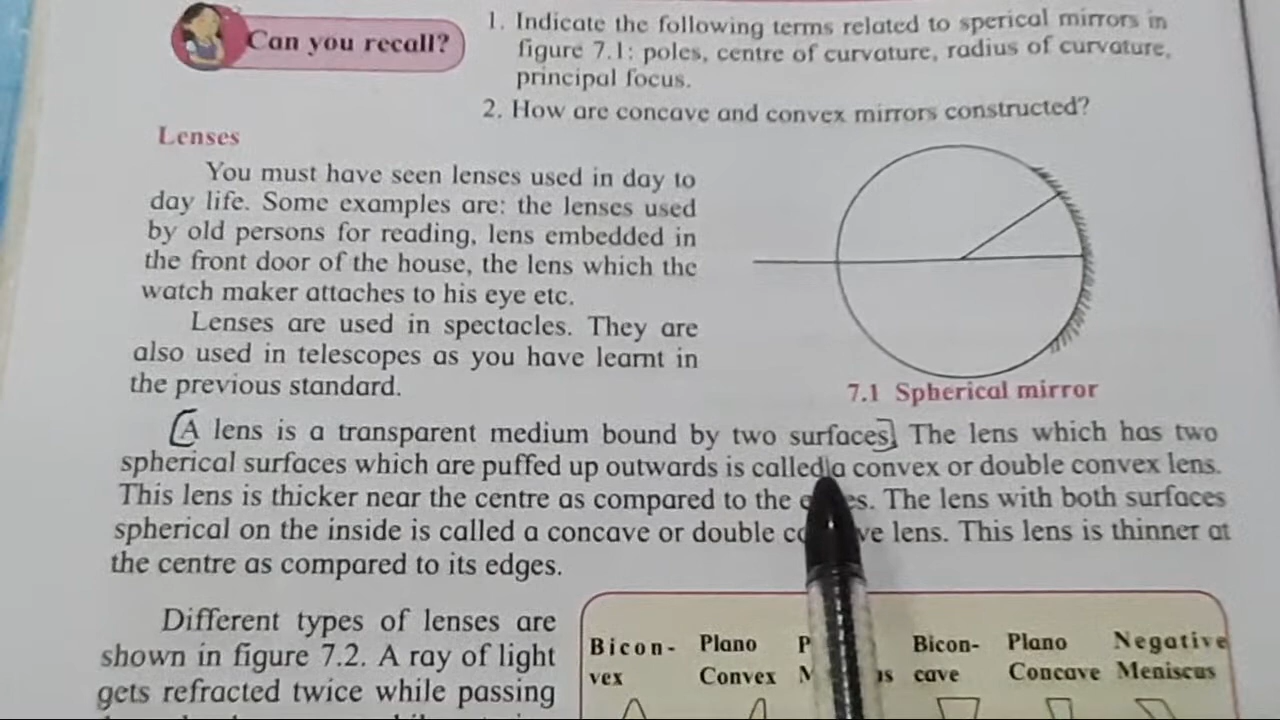 Can you recall?
1. Indicate the following terms related to sperical mirrors in
figure 7.1: poles, centre of curvature, radius of curvature,
principal focus.
2. How are concave and convex mirrors constructed?
Lenses
You must have seen lenses used in day to
day life. Some examples are: the lenses used
by old persons for reading, lens embedded in
the front door of the house, the lens which the
watch maker attaches to his eye etc.
Lenses are used in spectacles. They are
also used in telescopes as you have learnt in
the previous standard.
7.1 Spherical mirror
A lens is a transparent medium bound by two surfaces. The lens which has two
spherical surfaces which are puffed up outwards is called a convex or double convex lens.
This lens is thicker near the centre as compared to the . The lens with both surfaces
spherical on the inside is called a concave or double lens. This lens is thinner at
the centre as compared to its edges.
Different types of lenses are
shown in figure 7.2. A ray of light
gets refracted twice while passing
Bicon- Plano Bicon- Plano Negative
vex Convex cave Concave Meniscus